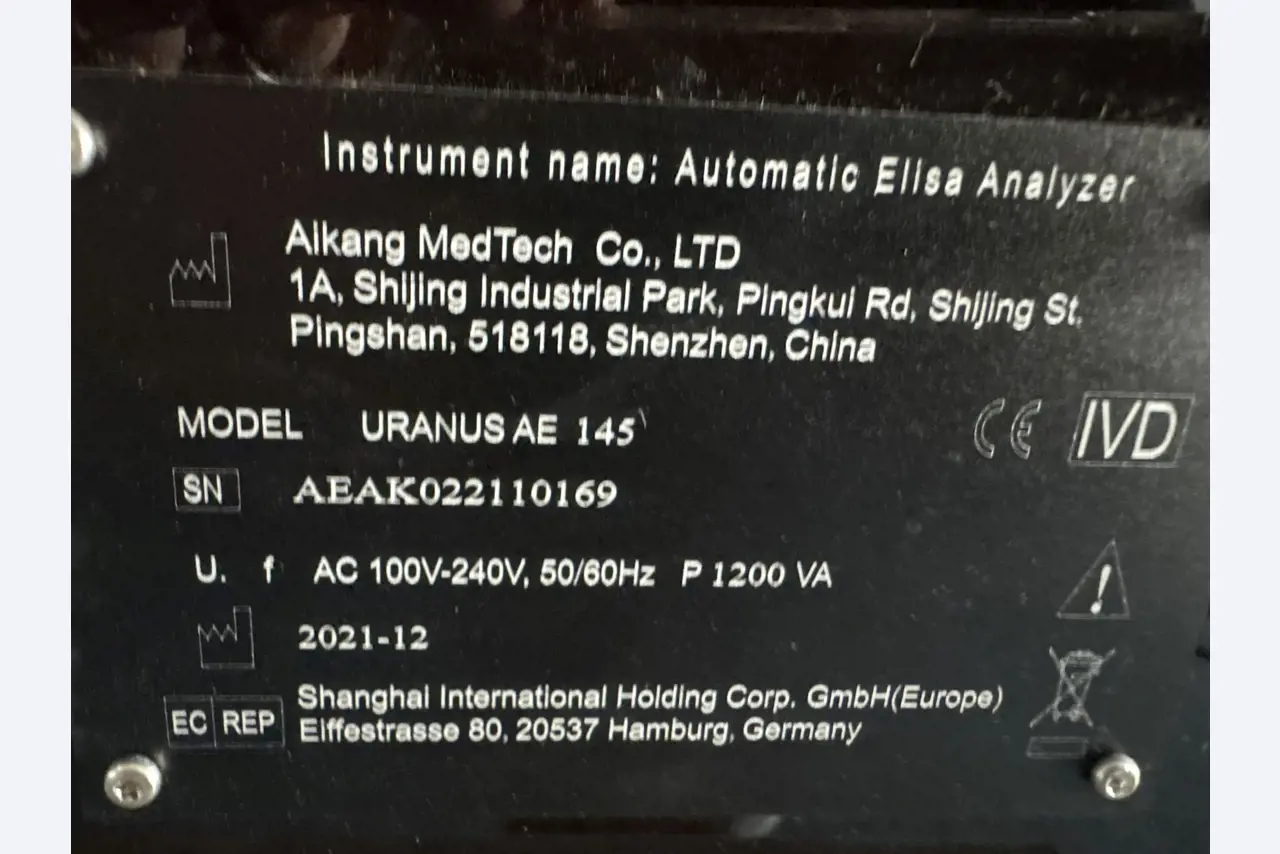 Instrument name: Automatic Elisa Analyzer
Aikang MedTech Co., LTD
1A, Shijing Industrial Park, Pingkui Rd, Shijing St.
Pingshan, 518118, Shenzhen, China
MODEL URANUS AE 145
CE IVD
SN AEAK022110169
U. f AC 100V-240V, 50/60Hz P 1200 VA
2021-12
EC REP Shanghai International Holding Corp. GmbH(Europe)
Eiffestrasse 80, 20537 Hamburg, Germany